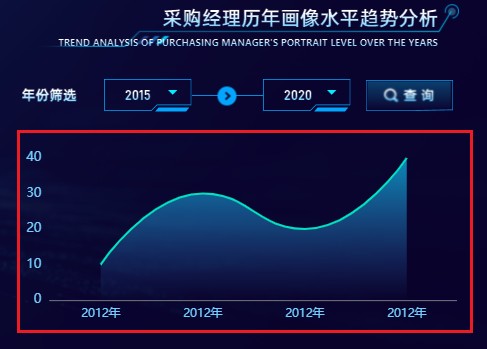 采购经理历年画像水平趋势分析
TREND ANALYSIS OF PURCHASING MANAGER'S PORTRAIT LEVEL OVER THE YEARS
年份筛选 2015 2020 查询
40
30
20
10
0
2012年 2012年 2012年 2012年